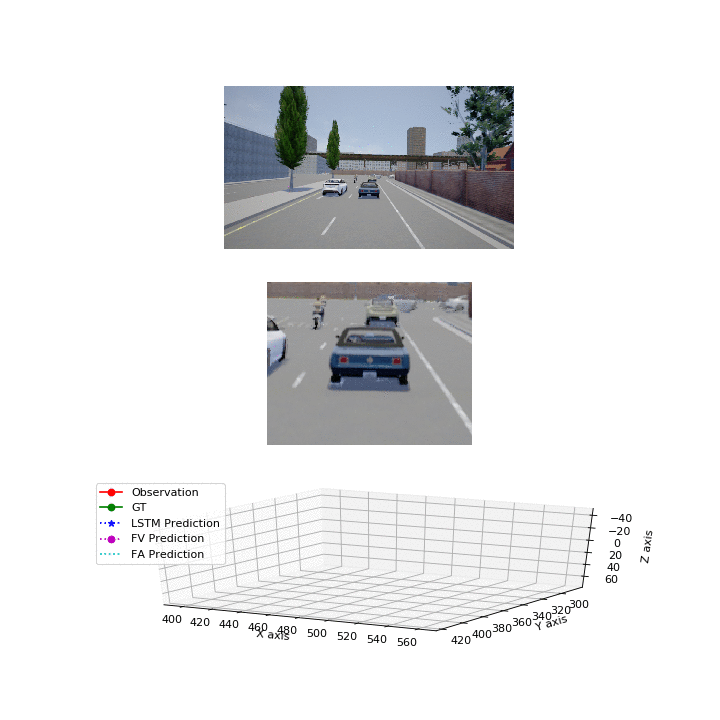 Observation
GT
LSTM Prediction
FV Prediction
FA Prediction
−40
−20
0
20
40
60
Z axis
400
420
440
460
480
500
520
540
560
X axis
420
400
380
360
340
320
300
Y axis